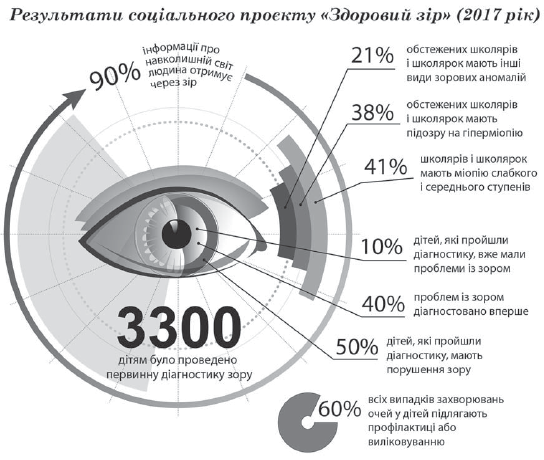 Результати соціального проєкту «Здоровий зір» (2017 рік)
90%
інформації про
навколишній світ
людина отримує
через зір
21%
обстежених школярів
і школярок мають інші
види зорових аномалій
38%
обстежених школярів
і школярок мають
підозру на гіперміопію
41%
школярів і школярок
мають міопію слабкого
і середнього ступенів
10%
дітей, які пройшли
діагностику, вже мали
проблеми із зором
40%
проблем із зором
діагностовано вперше
50%
дітей, які пройшли
діагностику, мають
порушення зору
3300
дітям було проведено
первинну діагностику зору
60%
всіх випадків захворювань
очей у дітей підлягають
профілактиці або
виліковуванню